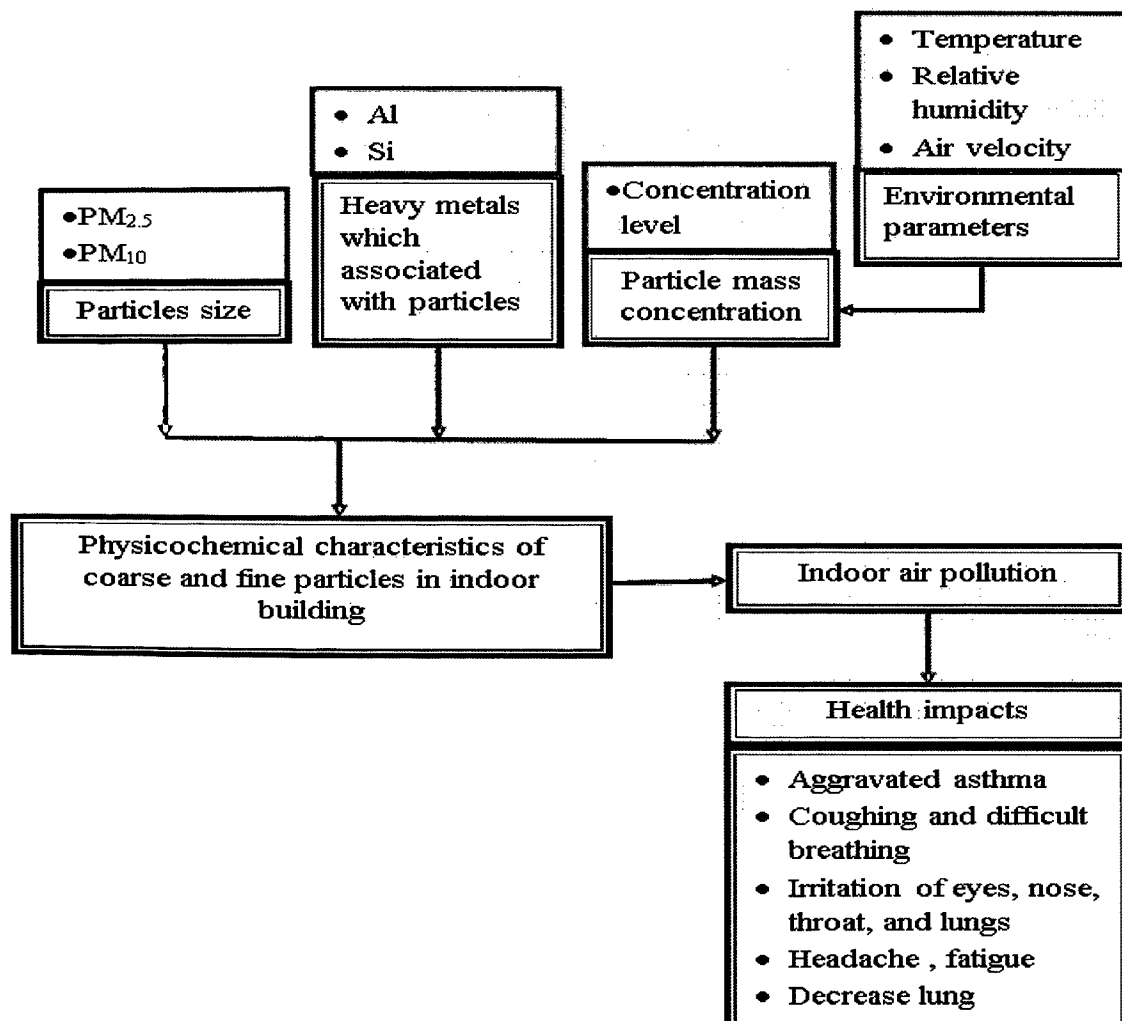 • Temperature
• Relative
humidity
• Air velocity
Environmental
parameters
• Al
• Si
Heavy metals
which
associated
with particles
•Concentration
level
Particle mass
concentration
•PM2.5
•PM10
Particles size
Physicochemical characteristics of
coarse and fine particles in indoor
building
Indoor air pollution
Health impacts
• Aggravated asthma
• Coughing and difficult
breathing
• Irritation of eyes, nose,
throat, and lungs
• Headache , fatigue
• Decrease lung